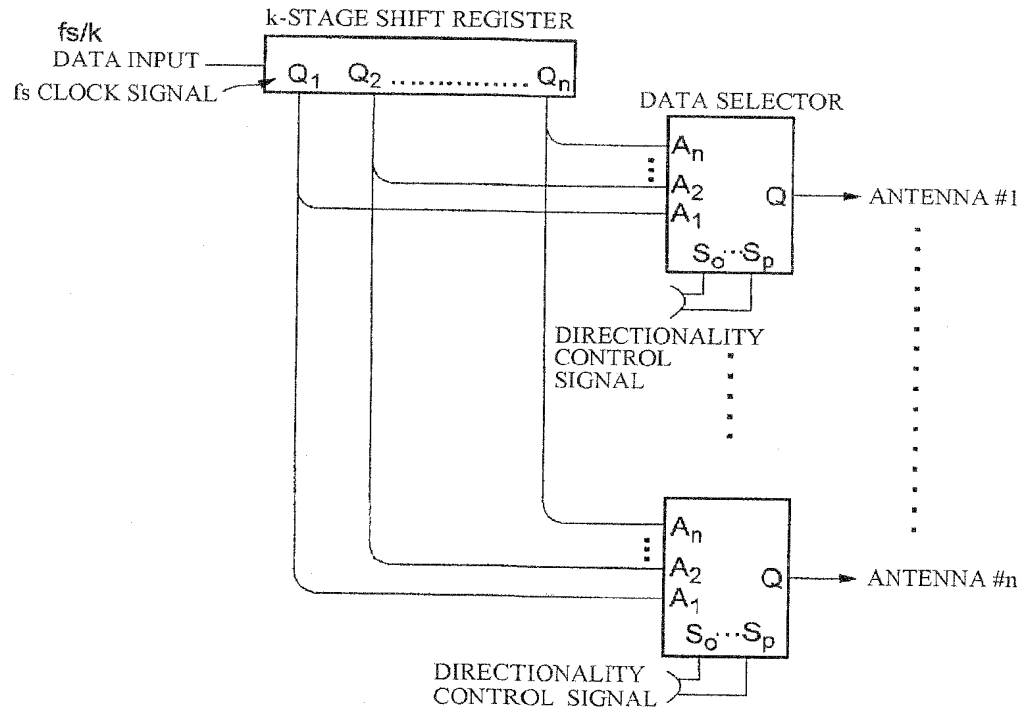 k-STAGE SHIFT REGISTER
fs/k
DATA INPUT
Q1 Q2 ................ Qn
fs CLOCK SIGNAL
DATA SELECTOR
An
A2
A1
Q
ANTENNA #1
So...Sp
DIRECTIONALITY
CONTROL
SIGNAL
An
A2
A1
Q
ANTENNA #n
So...Sp
DIRECTIONALITY
CONTROL SIGNAL